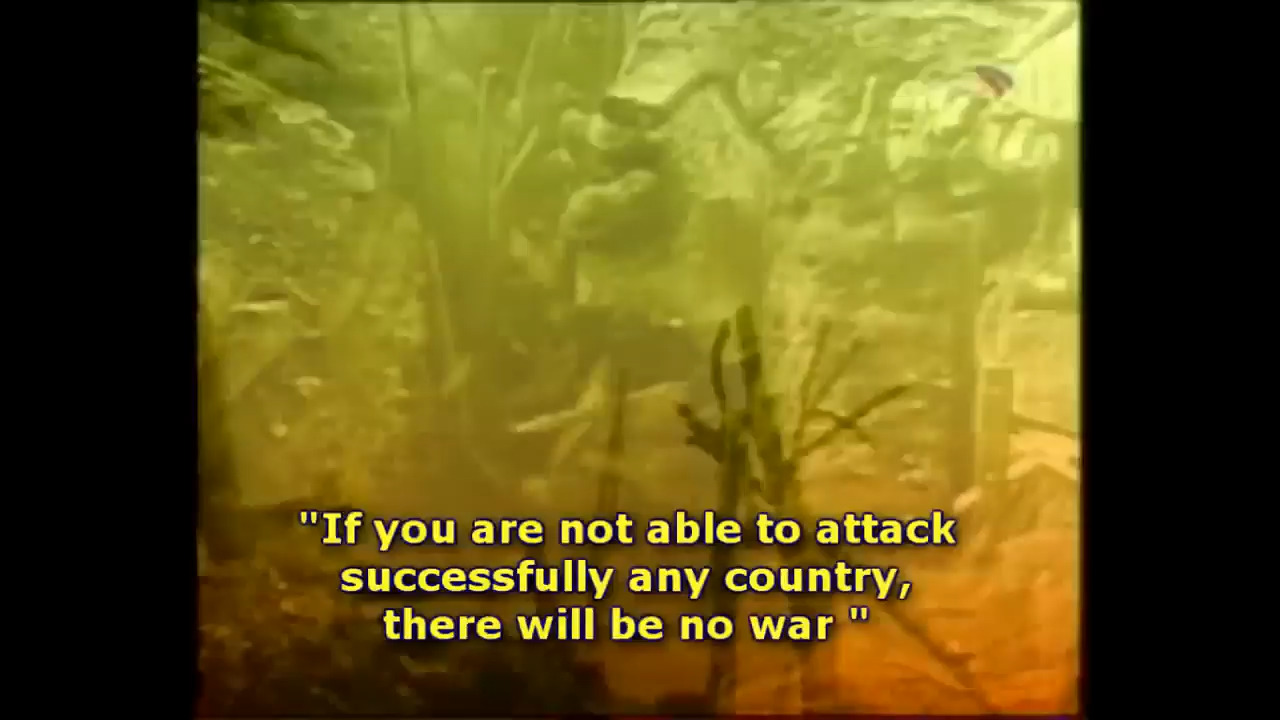 "If you are not able to attack
successfully any country,
there will be no war "